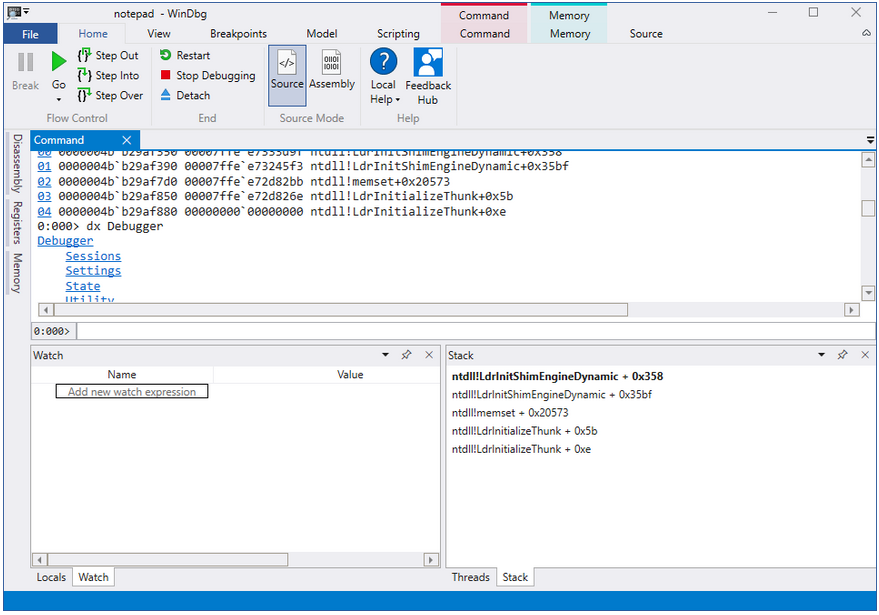 notepad - WinDbg
Command
Memory
File
Home
View
Breakpoints
Model
Scripting
Command
Memory
Source
Break
Go
Step Out
Step Into
Step Over
Flow Control
Restart
Stop Debugging
Detach
End
Source
Assembly
Source Mode
Local Help
Feedback Hub
Help
Disassembly
Registers
Memory
Command
00 0000004b`b29af350 00007ffe`e7333d9f ntdll!LdrInitShimEngineDynamic+0x358
01 0000004b`b29af390 00007ffe`e73245f3 ntdll!LdrInitShimEngineDynamic+0x35bf
02 0000004b`b29af7d0 00007ffe`e72d82bb ntdll!memset+0x20573
03 0000004b`b29af850 00007ffe`e72d826e ntdll!LdrInitializeThunk+0x5b
04 0000004b`b29af880 00000000`00000000 ntdll!LdrInitializeThunk+0xe
0:000> dx Debugger
Debugger
Sessions
Settings
State
Utility
0:000>
Watch
Name
Value
Add new watch expression
Locals
Watch
Stack
ntdll!LdrInitShimEngineDynamic + 0x358
ntdll!LdrInitShimEngineDynamic + 0x35bf
ntdll!memset + 0x20573
ntdll!LdrInitializeThunk + 0x5b
ntdll!LdrInitializeThunk + 0xe
Threads
Stack